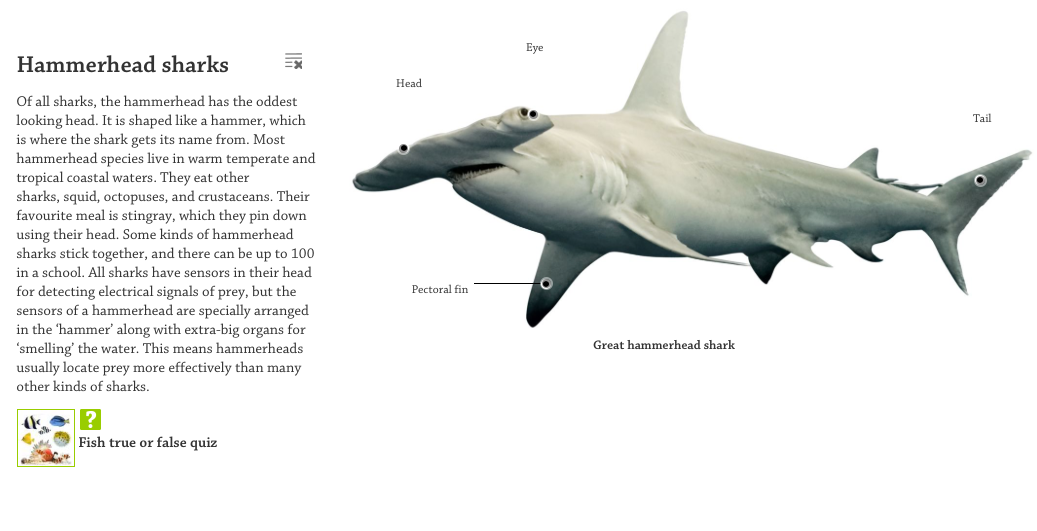 Hammerhead sharks
Of all sharks, the hammerhead has the oddest
looking head. It is shaped like a hammer, which
is where the shark gets its name from. Most
hammerhead species live in warm temperate and
tropical coastal waters. They eat other
sharks, squid, octopuses, and crustaceans. Their
favourite meal is stingray, which they pin down
using their head. Some kinds of hammerhead
sharks stick together, and there can be up to 100
in a school. All sharks have sensors in their head
for detecting electrical signals of prey, but the
sensors of a hammerhead are specially arranged
in the ‘hammer’ along with extra-big organs for
‘smelling’ the water. This means hammerheads
usually locate prey more effectively than many
other kinds of sharks.
?
Fish true or false quiz
Eye
Head
Tail
Pectoral fin
Great hammerhead shark